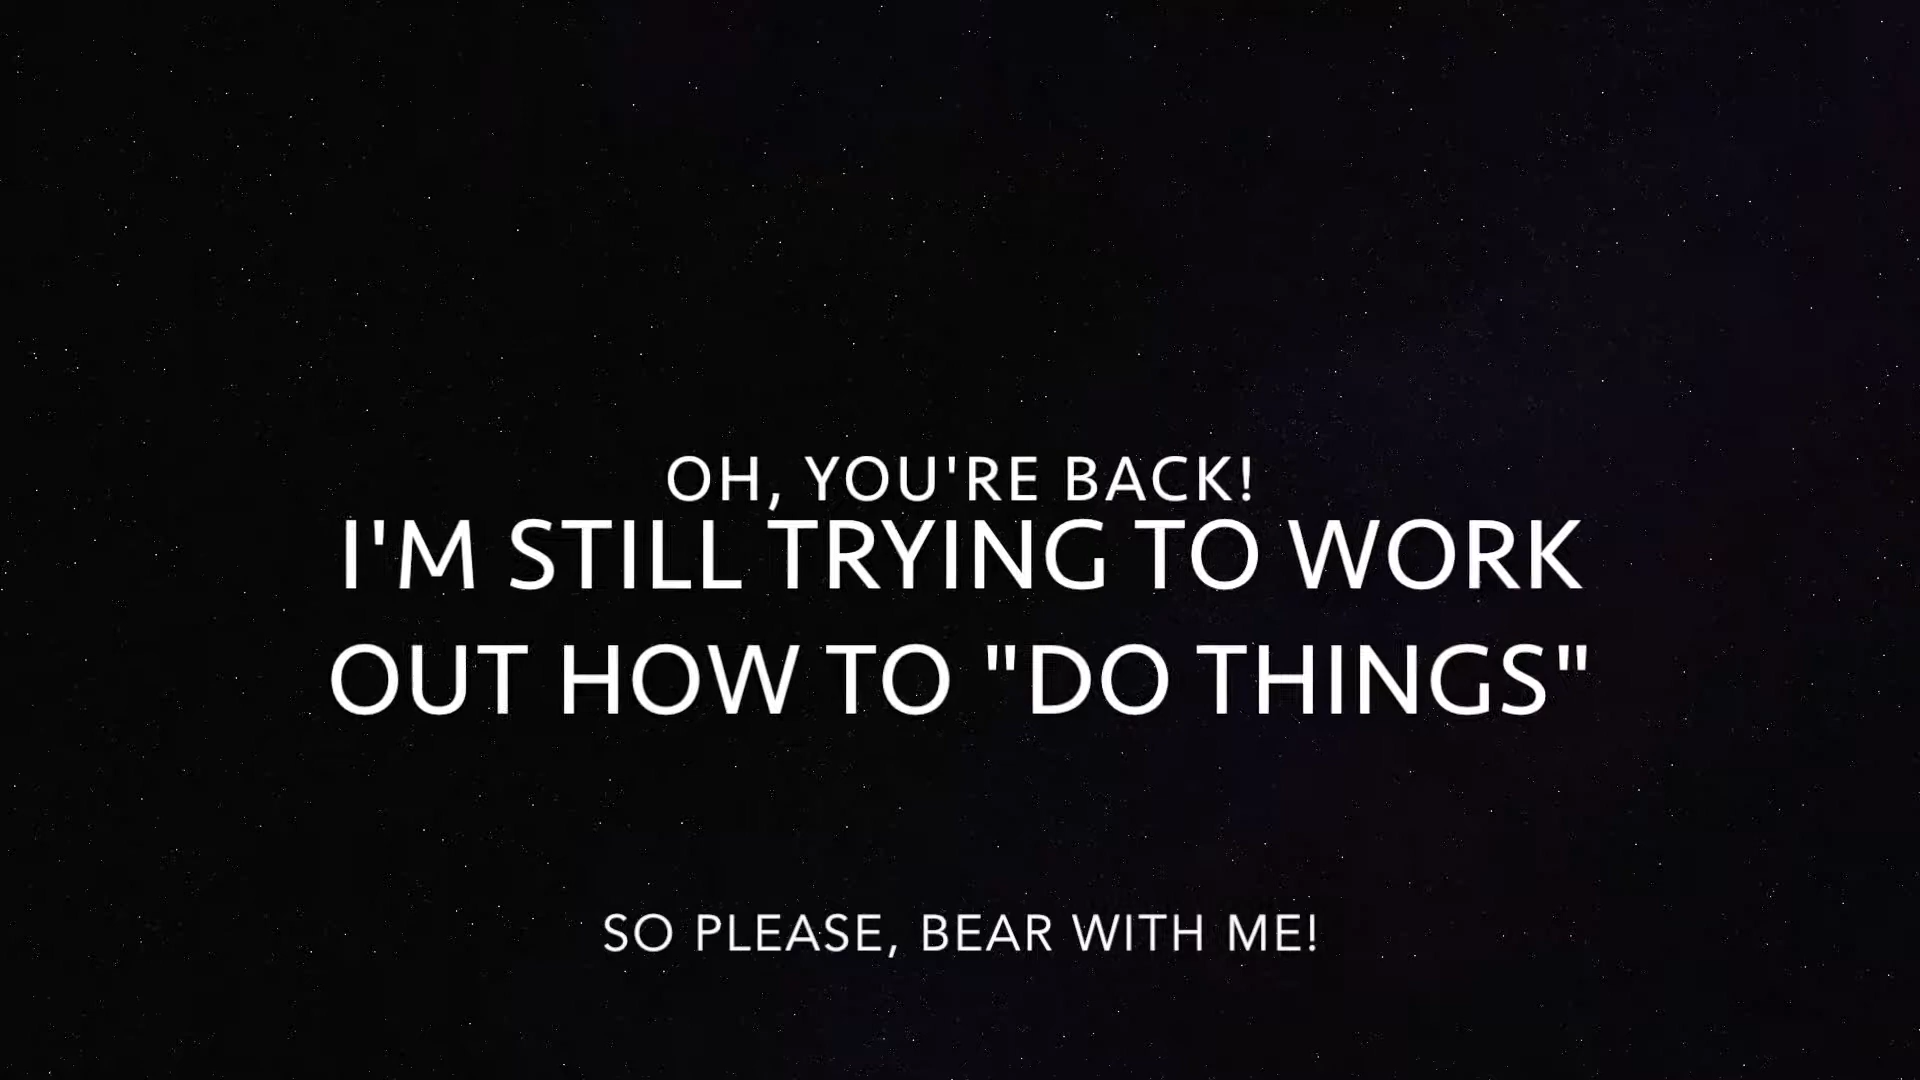 OH, YOU'RE BACK!
I'M STILL TRYING TO WORK
OUT HOW TO "DO THINGS"
SO PLEASE, BEAR WITH ME!